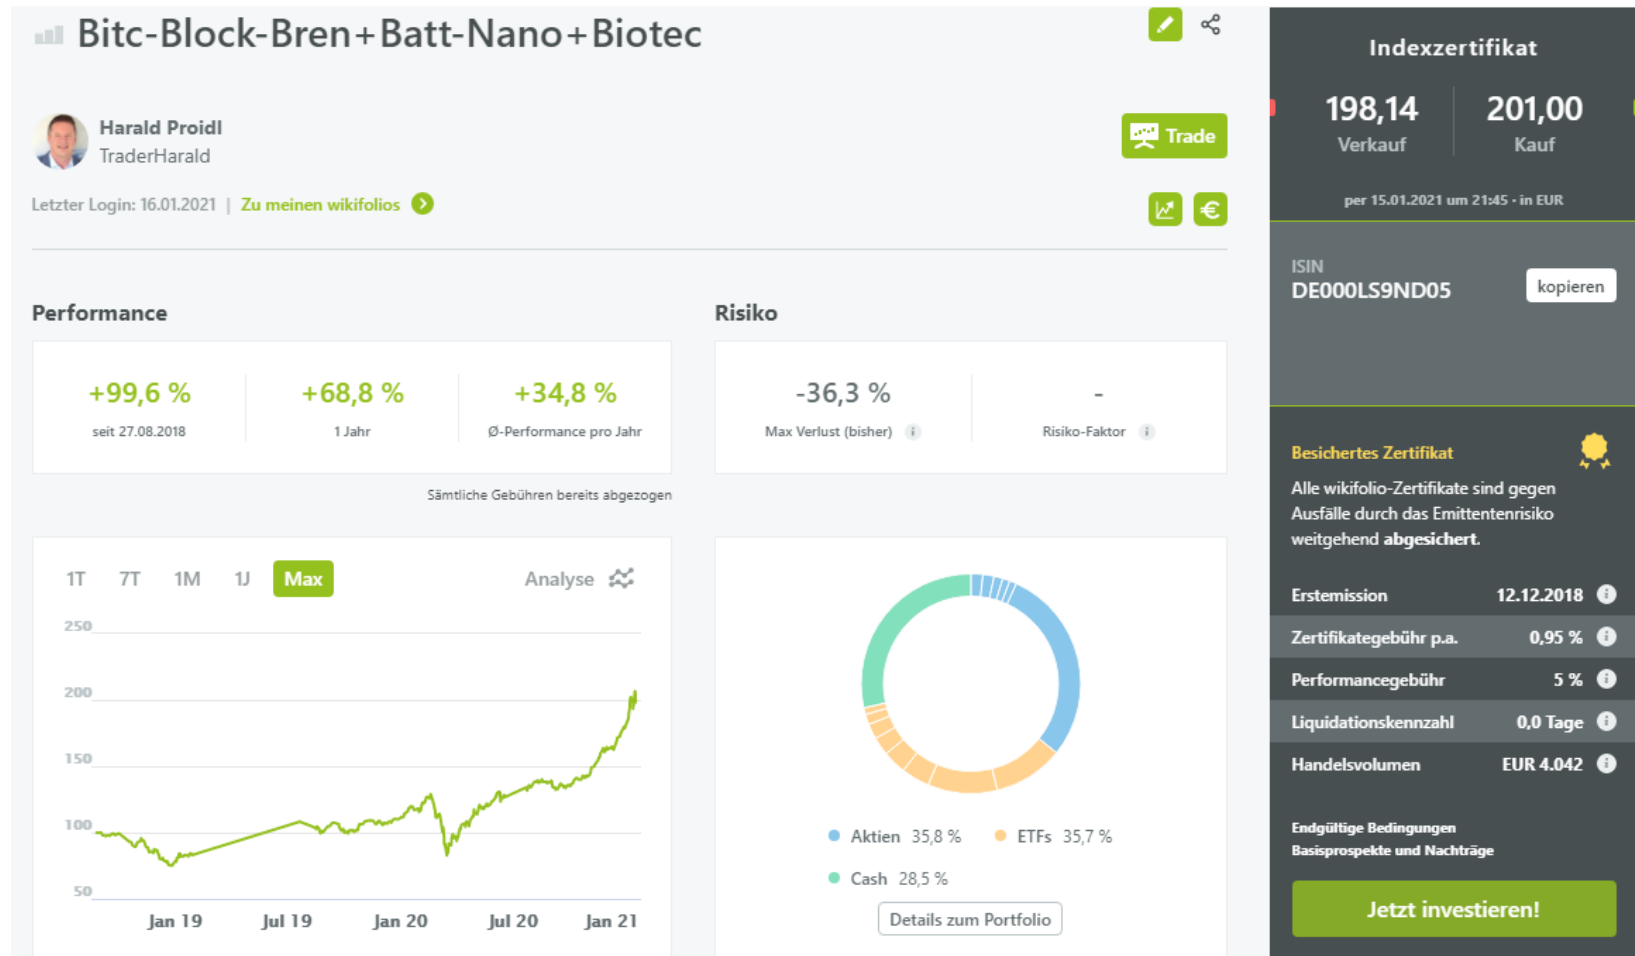 Bitc-Block-Bren+Batt-Nano+Biotec
Harald Proidl
TraderHarald
Trade
Letzter Login: 16.01.2021 | Zu meinen wikifolios
Performance
+99,6 %
seit 27.08.2018
+68,8 %
1 Jahr
+34,8 %
Ø-Performance pro Jahr
Sämtliche Gebühren bereits abgezogen
Risiko
-36,3 %
Max Verlust (bisher) i
-
Risiko-Faktor i
1T 7T 1M 1J Max Analyse
250
200
150
100
50
Jan 19 Jul 19 Jan 20 Jul 20 Jan 21
Aktien 35,8 % ETFs 35,7 %
Cash 28,5 %
Details zum Portfolio
Indexzertifikat
198,14 201,00
Verkauf Kauf
per 15.01.2021 um 21:45 · in EUR
ISIN
DE000LS9ND05 kopieren
Besichertes Zertifikat
Alle wikifolio-Zertifikate sind gegen
Ausfälle durch das Emittentenrisiko
weitgehend abgesichert.
Erstemission 12.12.2018 i
Zertifikategebühr p.a. 0,95 % i
Performancegebühr 5 % i
Liquidationskennzahl 0,0 Tage i
Handelsvolumen EUR 4.042 i
Endgültige Bedingungen
Basisprospekte und Nachträge
Jetzt investieren!